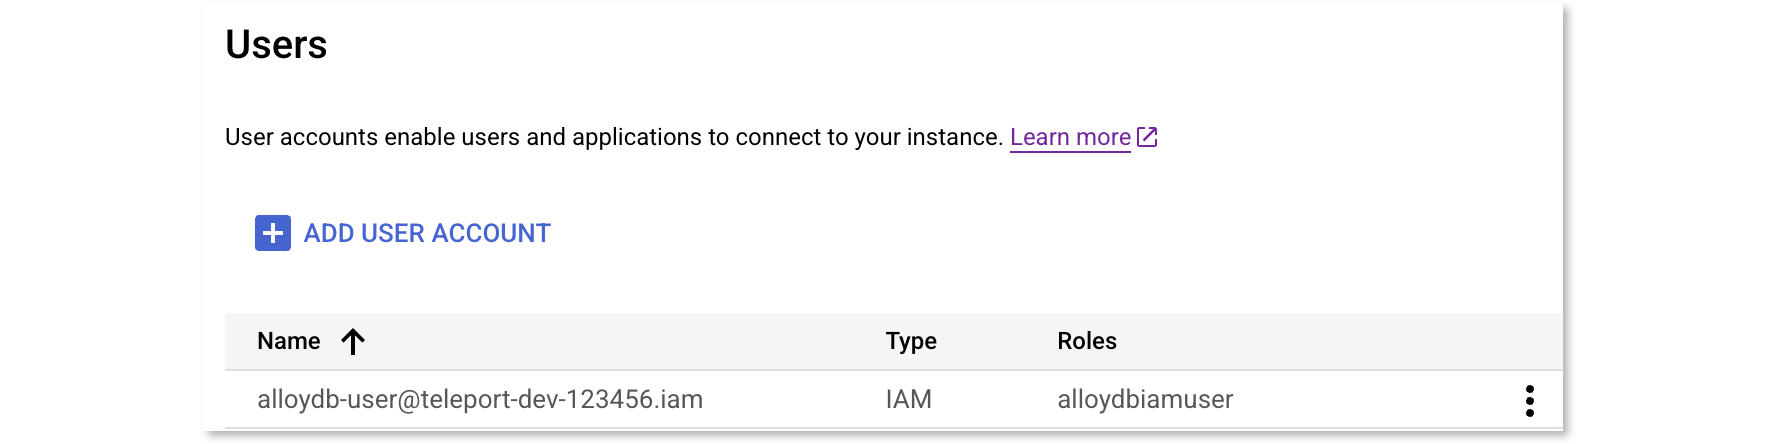 Users
User accounts enable users and applications to connect to your instance. Learn more
ADD USER ACCOUNT
Name Type Roles
alloydb-user@teleport-dev-123456.iam IAM alloydbiamuser